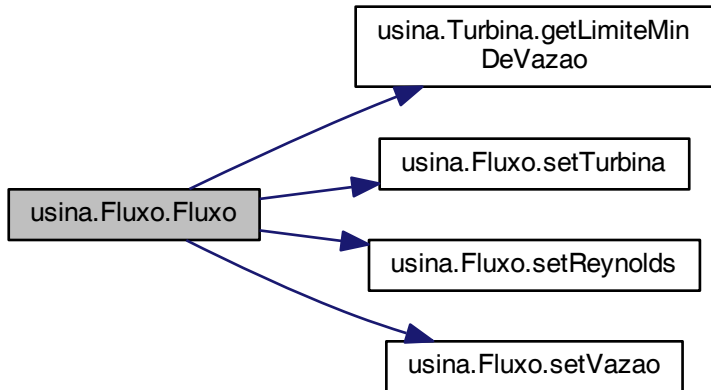 usina.Turbina.getLimiteMin
DeVazao
usina.Fluxo.setTurbina
usina.Fluxo.Fluxo
usina.Fluxo.setReynolds
usina.Fluxo.setVazao